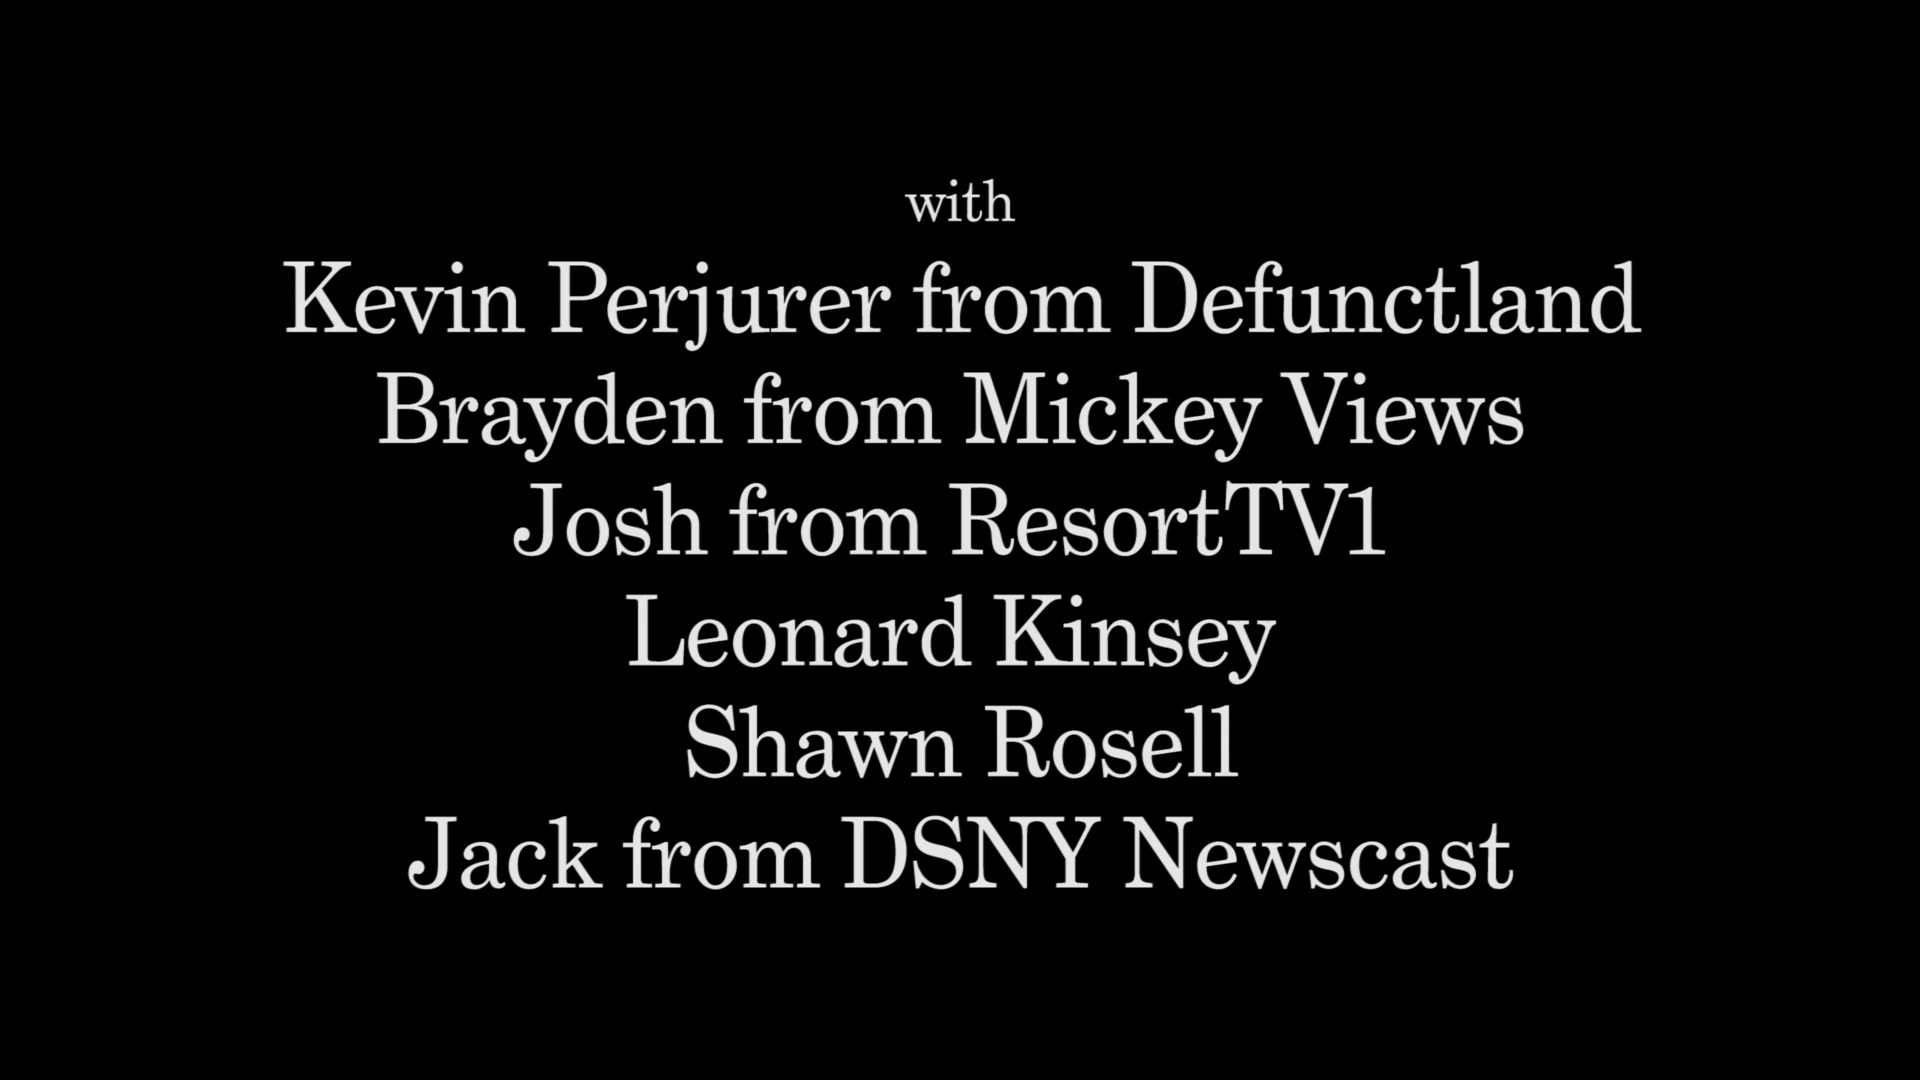 with
Kevin Perjurer from Defunctland
Brayden from Mickey Views
Josh from ResortTV1
Leonard Kinsey
Shawn Rosell
Jack from DSNY Newscast